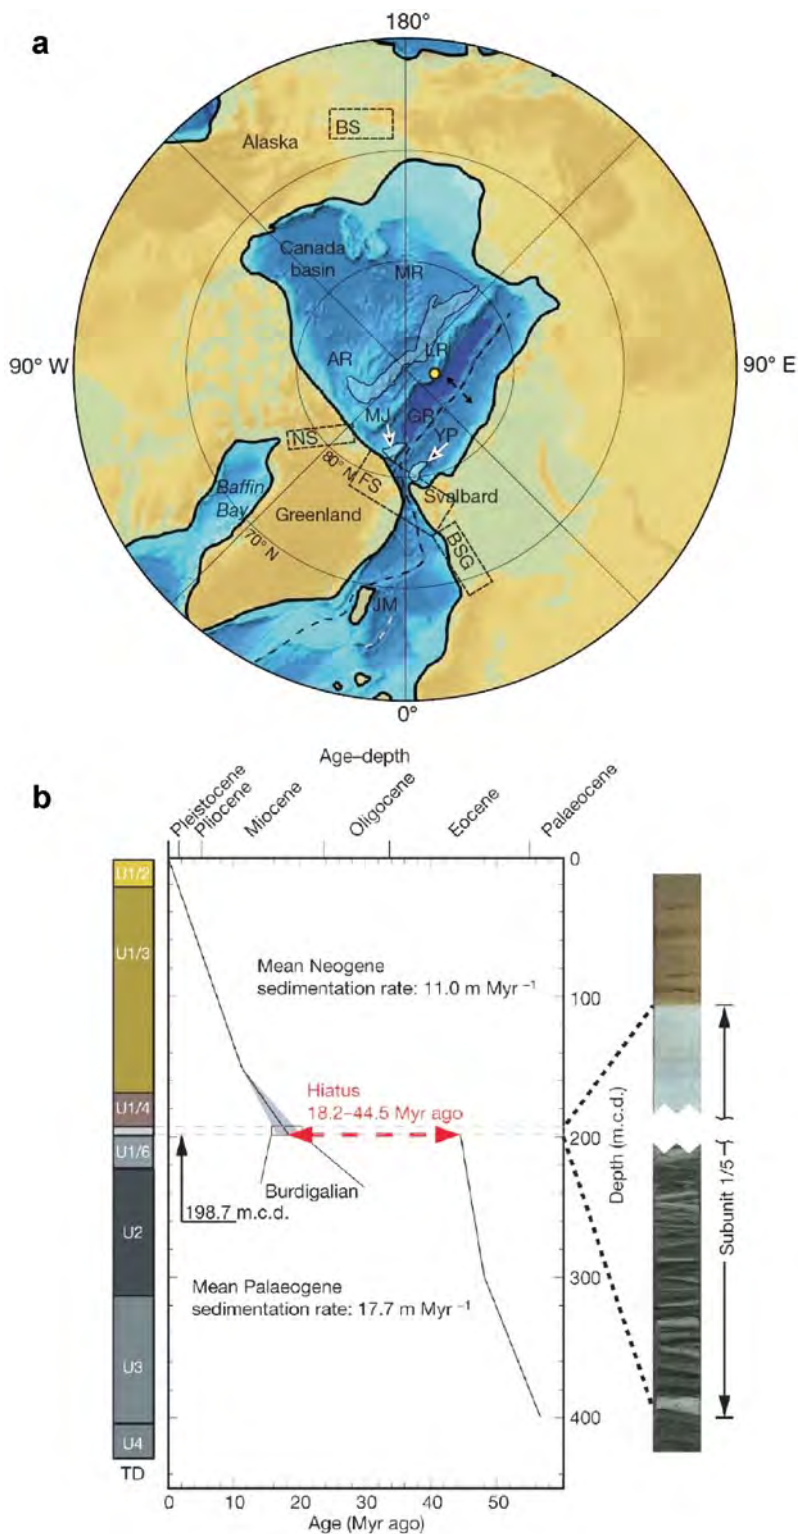 a
180°
BS
Alaska
Canada
basin
MR
90° W
90° E
LR
AR
MJ
GR
YP
NS
80° N
FS
Svalbard
Baffin
Bay
Greenland
BSG
70° N
JM
0°
Age–depth
b
Pleistocene
Pliocene
Miocene
Oligocene
Eocene
Palaeocene
U1/2
U1/3
U1/4
U1/6
U2
U3
U4
TD
Mean Neogene
sedimentation rate: 11.0 m Myr⁻¹
Hiatus
18.2–44.5 Myr ago
Burdigalian
198.7 m.c.d.
Mean Palaeogene
sedimentation rate: 17.7 m Myr⁻¹
0
100
200
300
400
Depth (m.c.d.)
Subunit 1/5
0 10 20 30 40 50
Age (Myr ago)